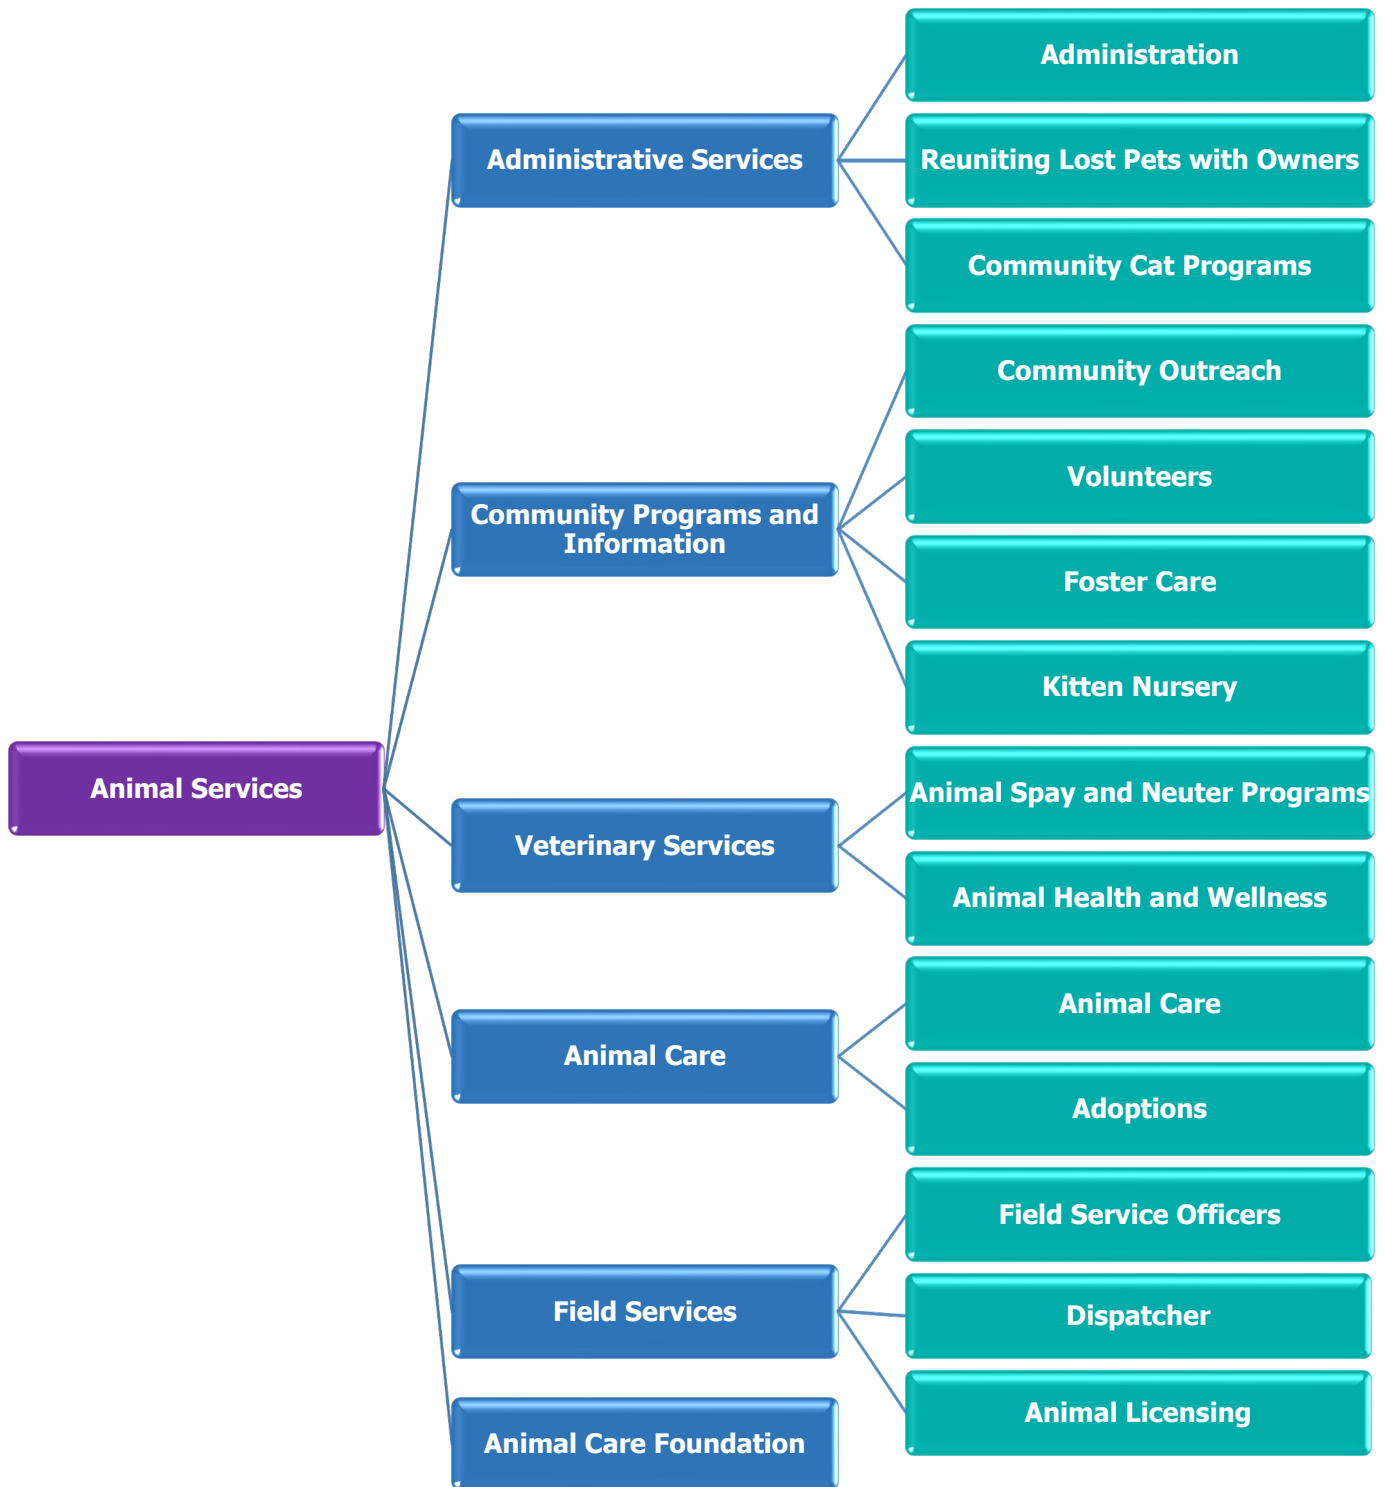 Administration
Administrative Services
Reuniting Lost Pets with Owners
Community Cat Programs
Community Outreach
Volunteers
Community Programs and
Information
Foster Care
Kitten Nursery
Animal Services
Animal Spay and Neuter Programs
Veterinary Services
Animal Health and Wellness
Animal Care
Animal Care
Adoptions
Field Service Officers
Field Services
Dispatcher
Animal Licensing
Animal Care Foundation